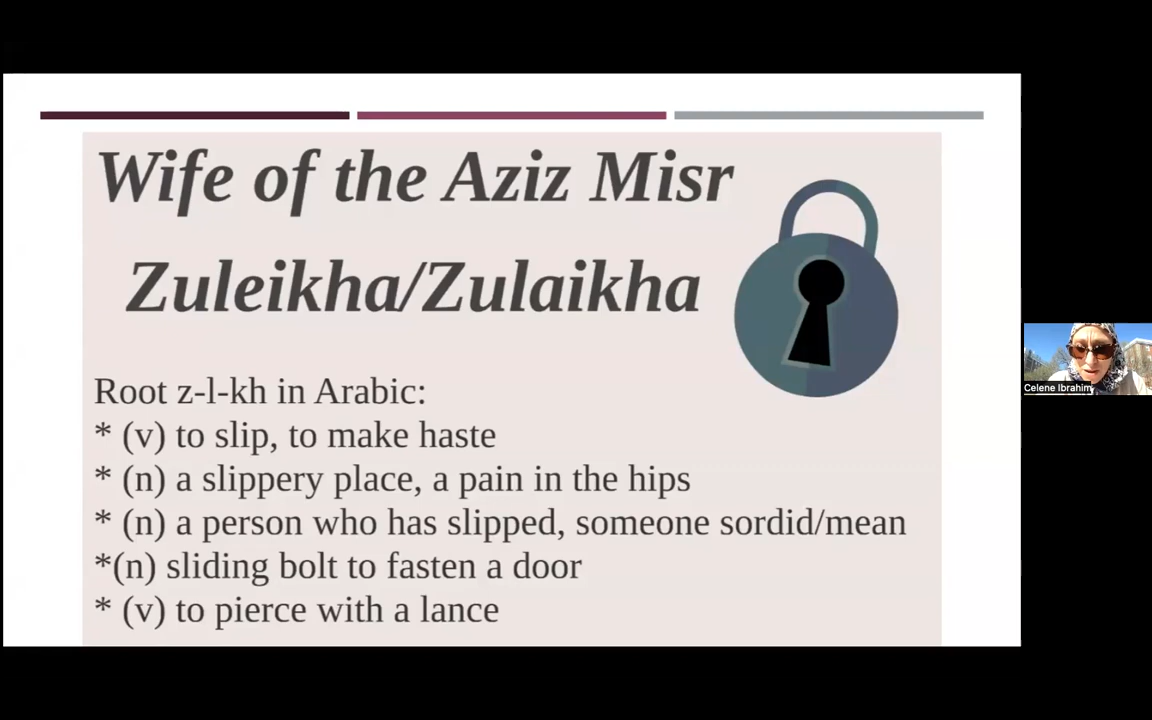 Wife of the Aziz Misr
Zuleikha/Zulaikha
Root z-l-kh in Arabic:
* (v) to slip, to make haste
* (n) a slippery place, a pain in the hips
* (n) a person who has slipped, someone sordid/mean
*(n) sliding bolt to fasten a door
* (v) to pierce with a lance
Celene Ibrahim